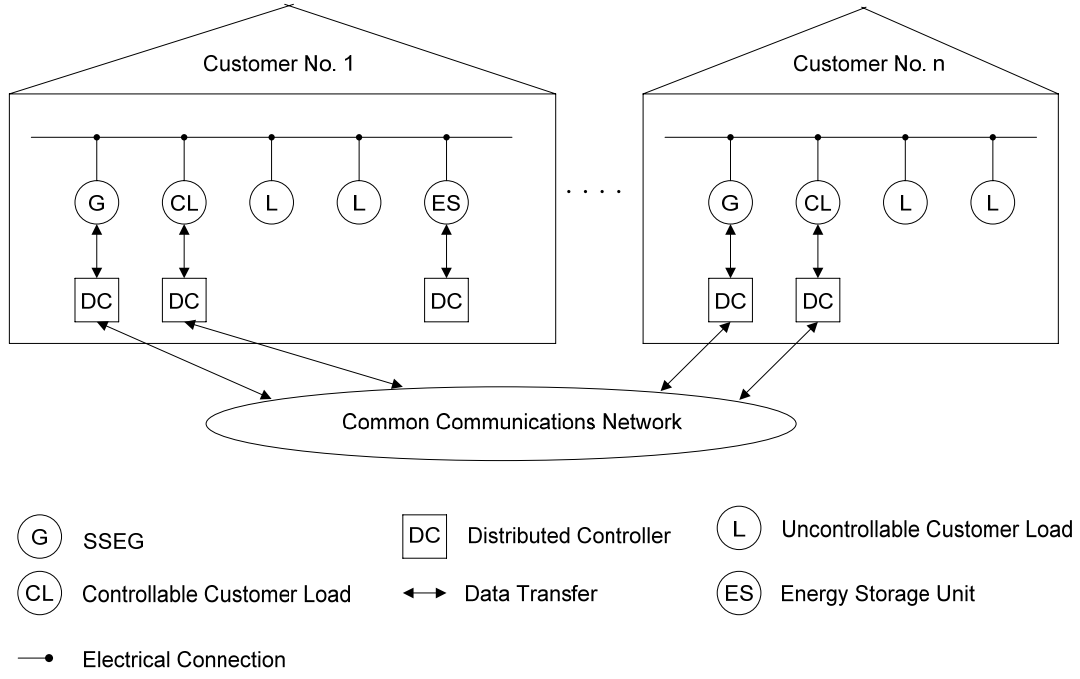 Customer No. 1
Customer No. n
G CL L L ES . . . . G CL L L
DC DC DC DC DC
Common Communications Network
G SSEG DC Distributed Controller L Uncontrollable Customer Load
CL Controllable Customer Load Data Transfer ES Energy Storage Unit
Electrical Connection